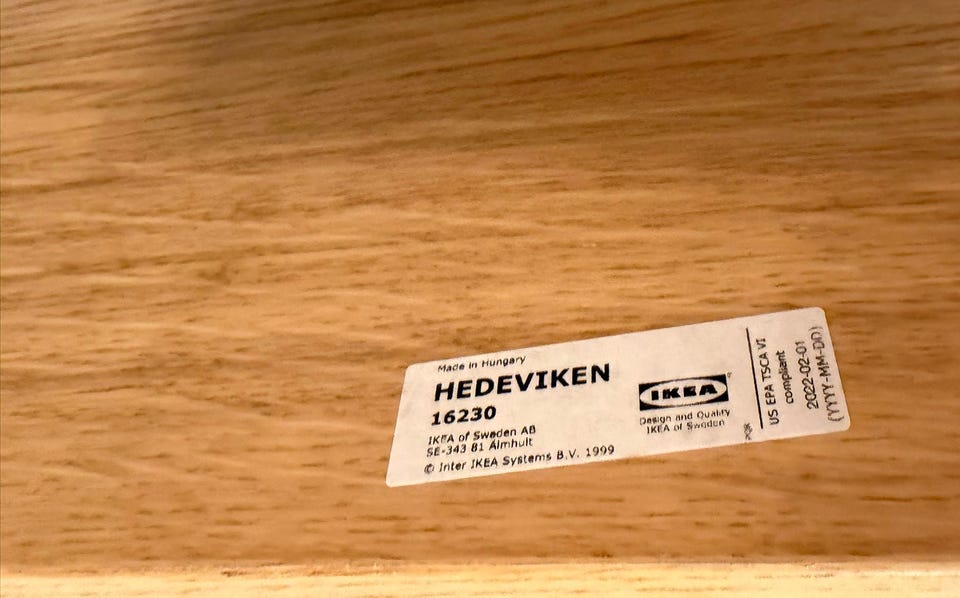 Made in Hungary
HEDEVIKEN
16230
IKEA of Sweden AB
SE-343 81 Älmhult
© Inter IKEA Systems B.V. 1999
IKEA
Design and Quality
IKEA of Sweden
US EPA TSCA VI
compliant
2022-02-01
(YYYY-MM-DD)